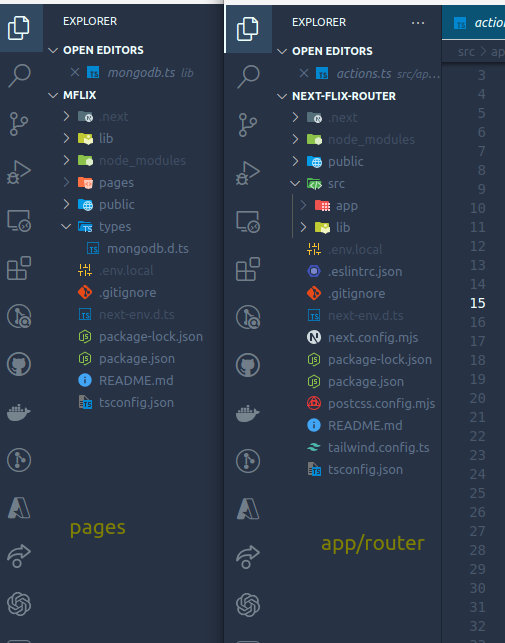 EXPLORER
OPEN EDITORS
mongodb.ts lib
MFLIX
.next
lib
node_modules
pages
public
types
mongodb.d.ts
.env.local
.gitignore
next-env.d.ts
package-lock.json
package.json
README.md
tsconfig.json
pages
EXPLORER
OPEN EDITORS
actions.ts src/ap...
NEXT-FLIX-ROUTER
.next
node_modules
public
src
app
lib
.env.local
.eslintrc.json
.gitignore
next-env.d.ts
next.config.mjs
package-lock.json
package.json
postcss.config.mjs
README.md
tailwind.config.ts
tsconfig.json
app/router
action
src > ap
3
4
5
6
7
8
9
10
11
12
13
14
15
16
17
18
19
20
21
22
23
24
25
26
27
28
29
30
31
32